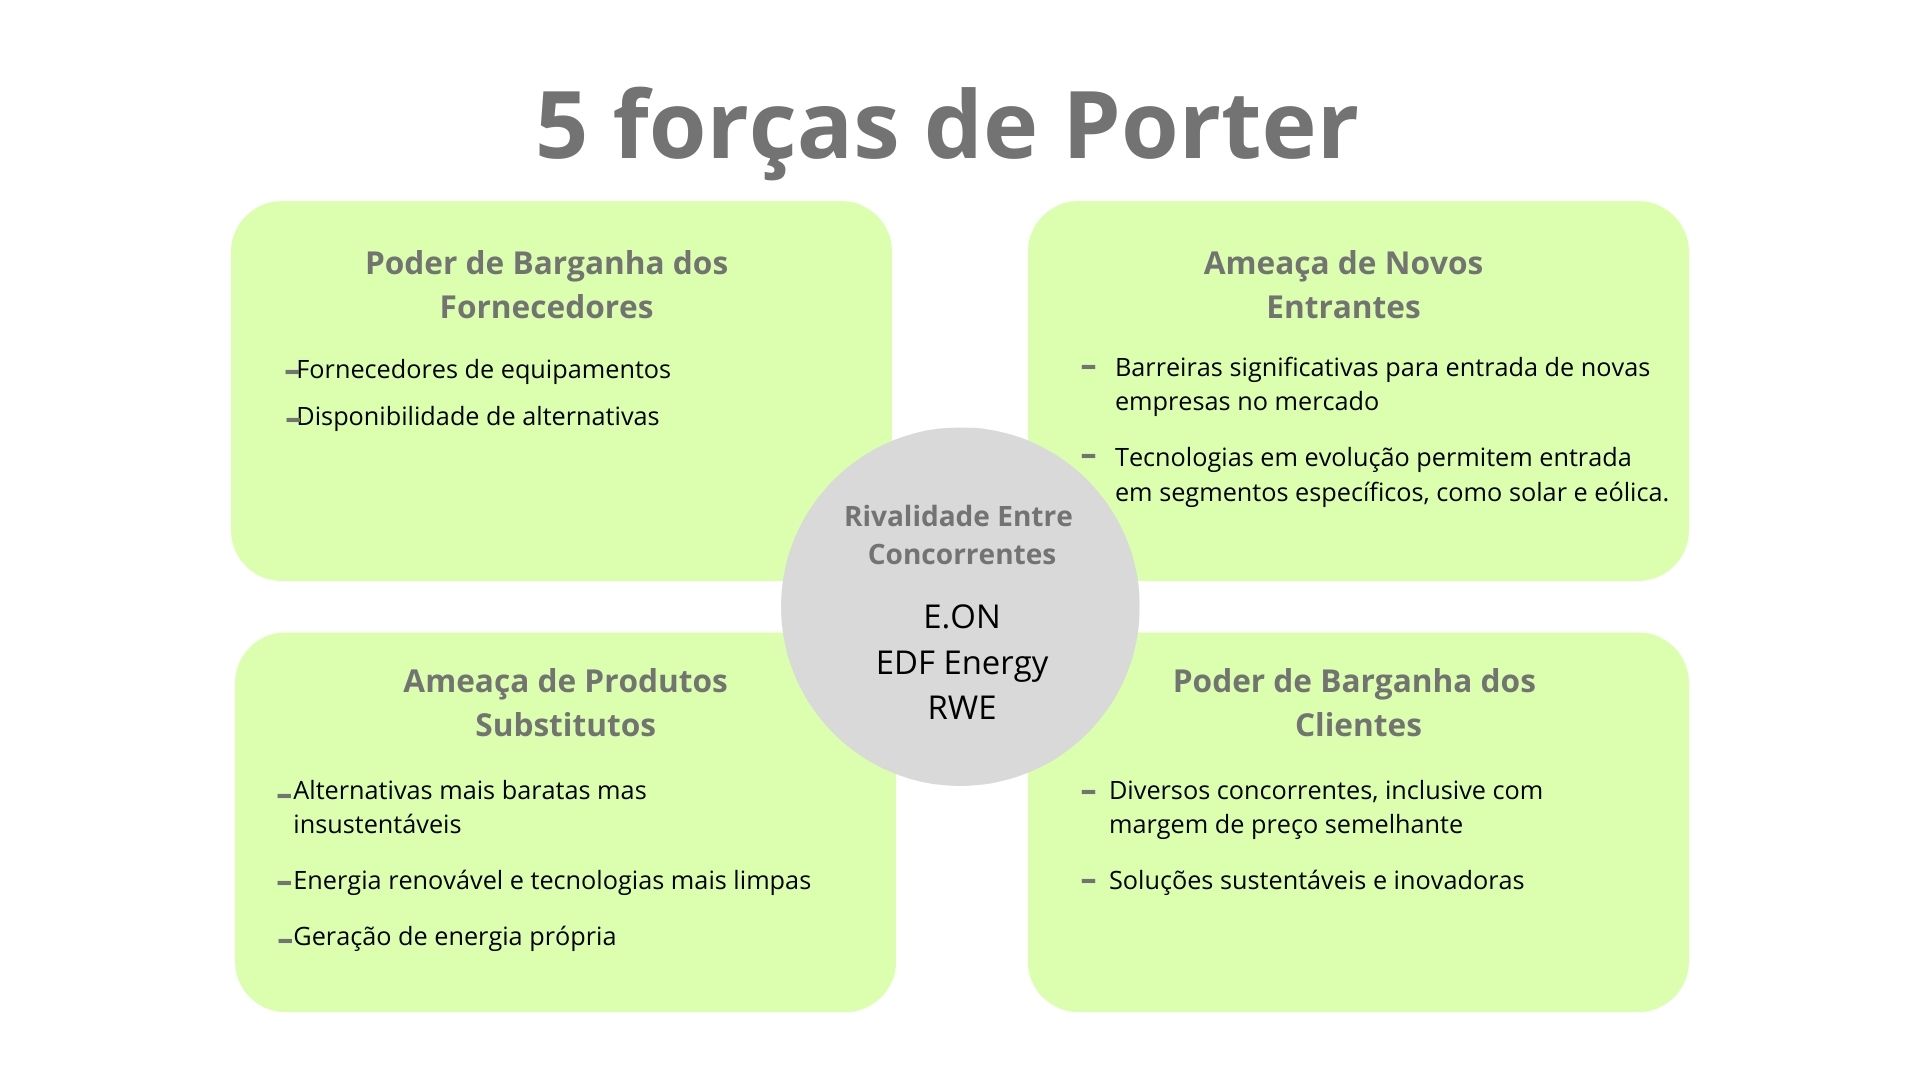 5 forças de Porter
Poder de Barganha dos
Fornecedores
–Fornecedores de equipamentos
–Disponibilidade de alternativas
Ameaça de Novos
Entrantes
– Barreiras significativas para entrada de novas
empresas no mercado
– Tecnologias em evolução permitem entrada
em segmentos específicos, como solar e eólica.
Rivalidade Entre
Concorrentes
E.ON
EDF Energy
RWE
Ameaça de Produtos
Substitutos
–Alternativas mais baratas mas
insustentáveis
–Energia renovável e tecnologias mais limpas
–Geração de energia própria
Poder de Barganha dos
Clientes
– Diversos concorrentes, inclusive com
margem de preço semelhante
– Soluções sustentáveis e inovadoras